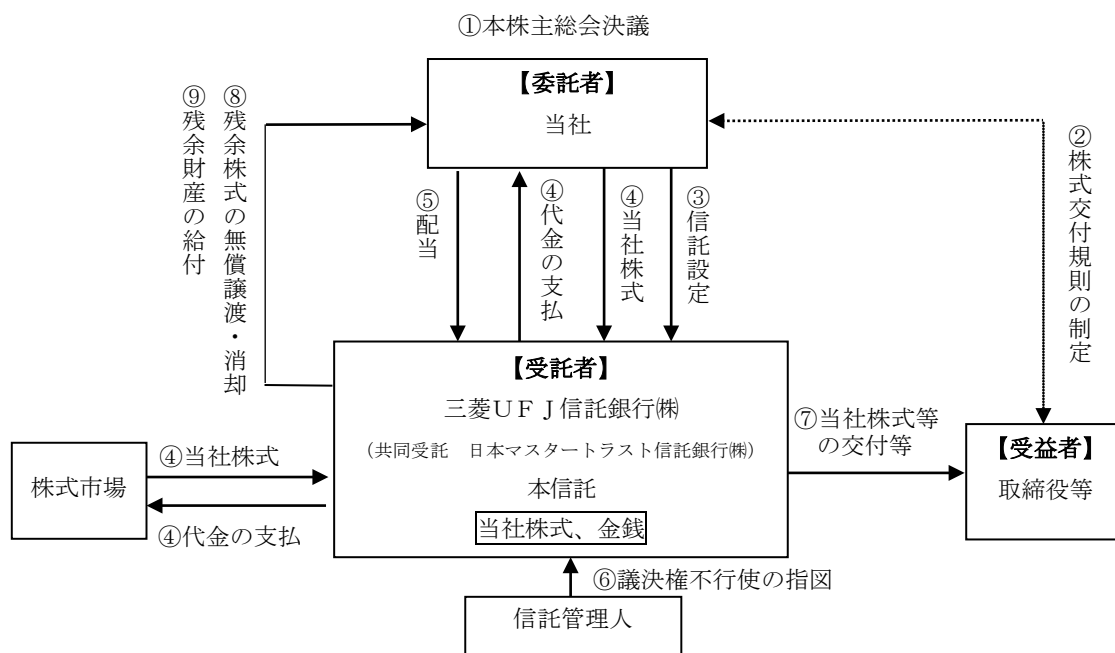 ①本株主総会決議
【委託者】
当社
⑨残余財産の給付
⑧残余株式の無償譲渡・消却
⑤配当
④代金の支払
④当社株式
③信託設定
②株式交付規則の制定
【受託者】
三菱UFJ信託銀行㈱
(共同受託　日本マスタートラスト信託銀行㈱)
本信託
当社株式、金銭
株式市場
④当社株式
④代金の支払
⑦当社株式等
の交付等
【受益者】
取締役等
⑥議決権不行使の指図
信託管理人